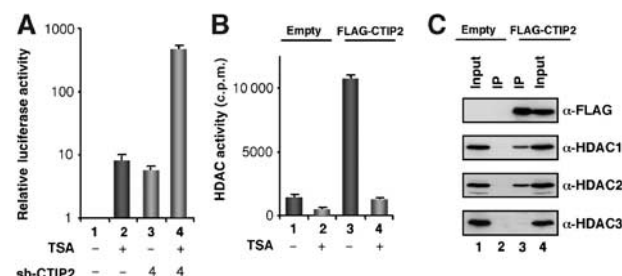 A
Relative luciferase activity
1000
100
10
1
1 2 3 4
TSA – + – +
sh-CTIP2 – – 4 4
B
Empty FLAG-CTIP2
HDAC activity (c.p.m.)
10 000
5000
0
1 2 3 4
TSA – + – +
C
Empty FLAG-CTIP2
Input IP IP Input
α-FLAG
α-HDAC1
α-HDAC2
α-HDAC3
1 2 3 4